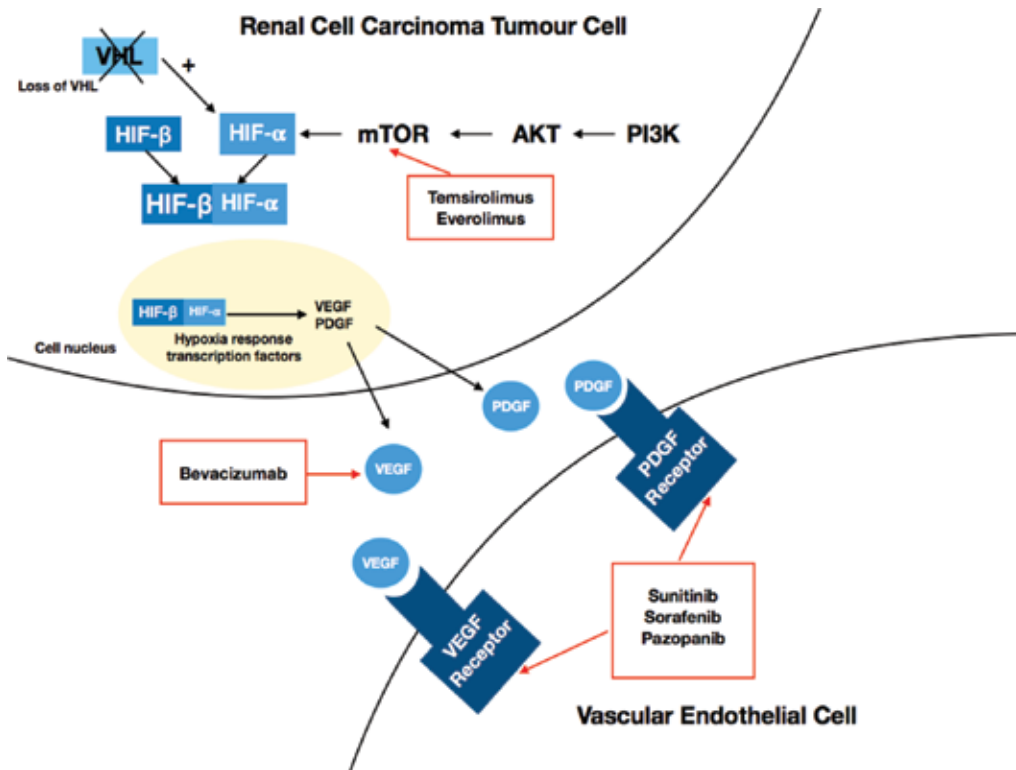 Renal Cell Carcinoma Tumour Cell
VHL
+
Loss of VHL
HIF-β
HIF-α
mTOR
AKT
PI3K
HIF-β HIF-α
Temsirolimus
Everolimus
HIF-β HIF-α
VEGF
PDGF
Hypoxia response
transcription factors
Cell nucleus
PDGF
PDGF
PDGF
Receptor
Bevacizumab
VEGF
VEGF
VEGF
Receptor
Sunitinib
Sorafenib
Pazopanib
Vascular Endothelial Cell